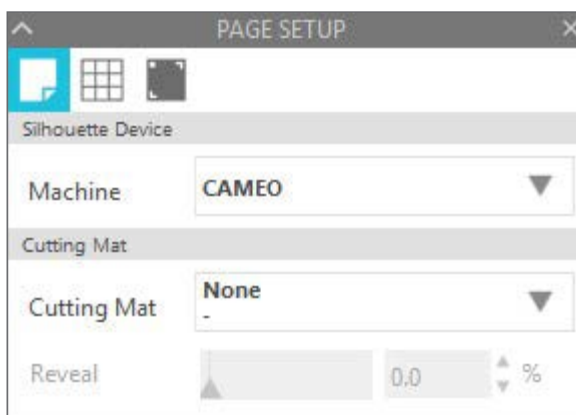 PAGE SETUP
Silhouette Device
Machine CAMEO
Cutting Mat
Cutting Mat None
-
Reveal 0.0 %